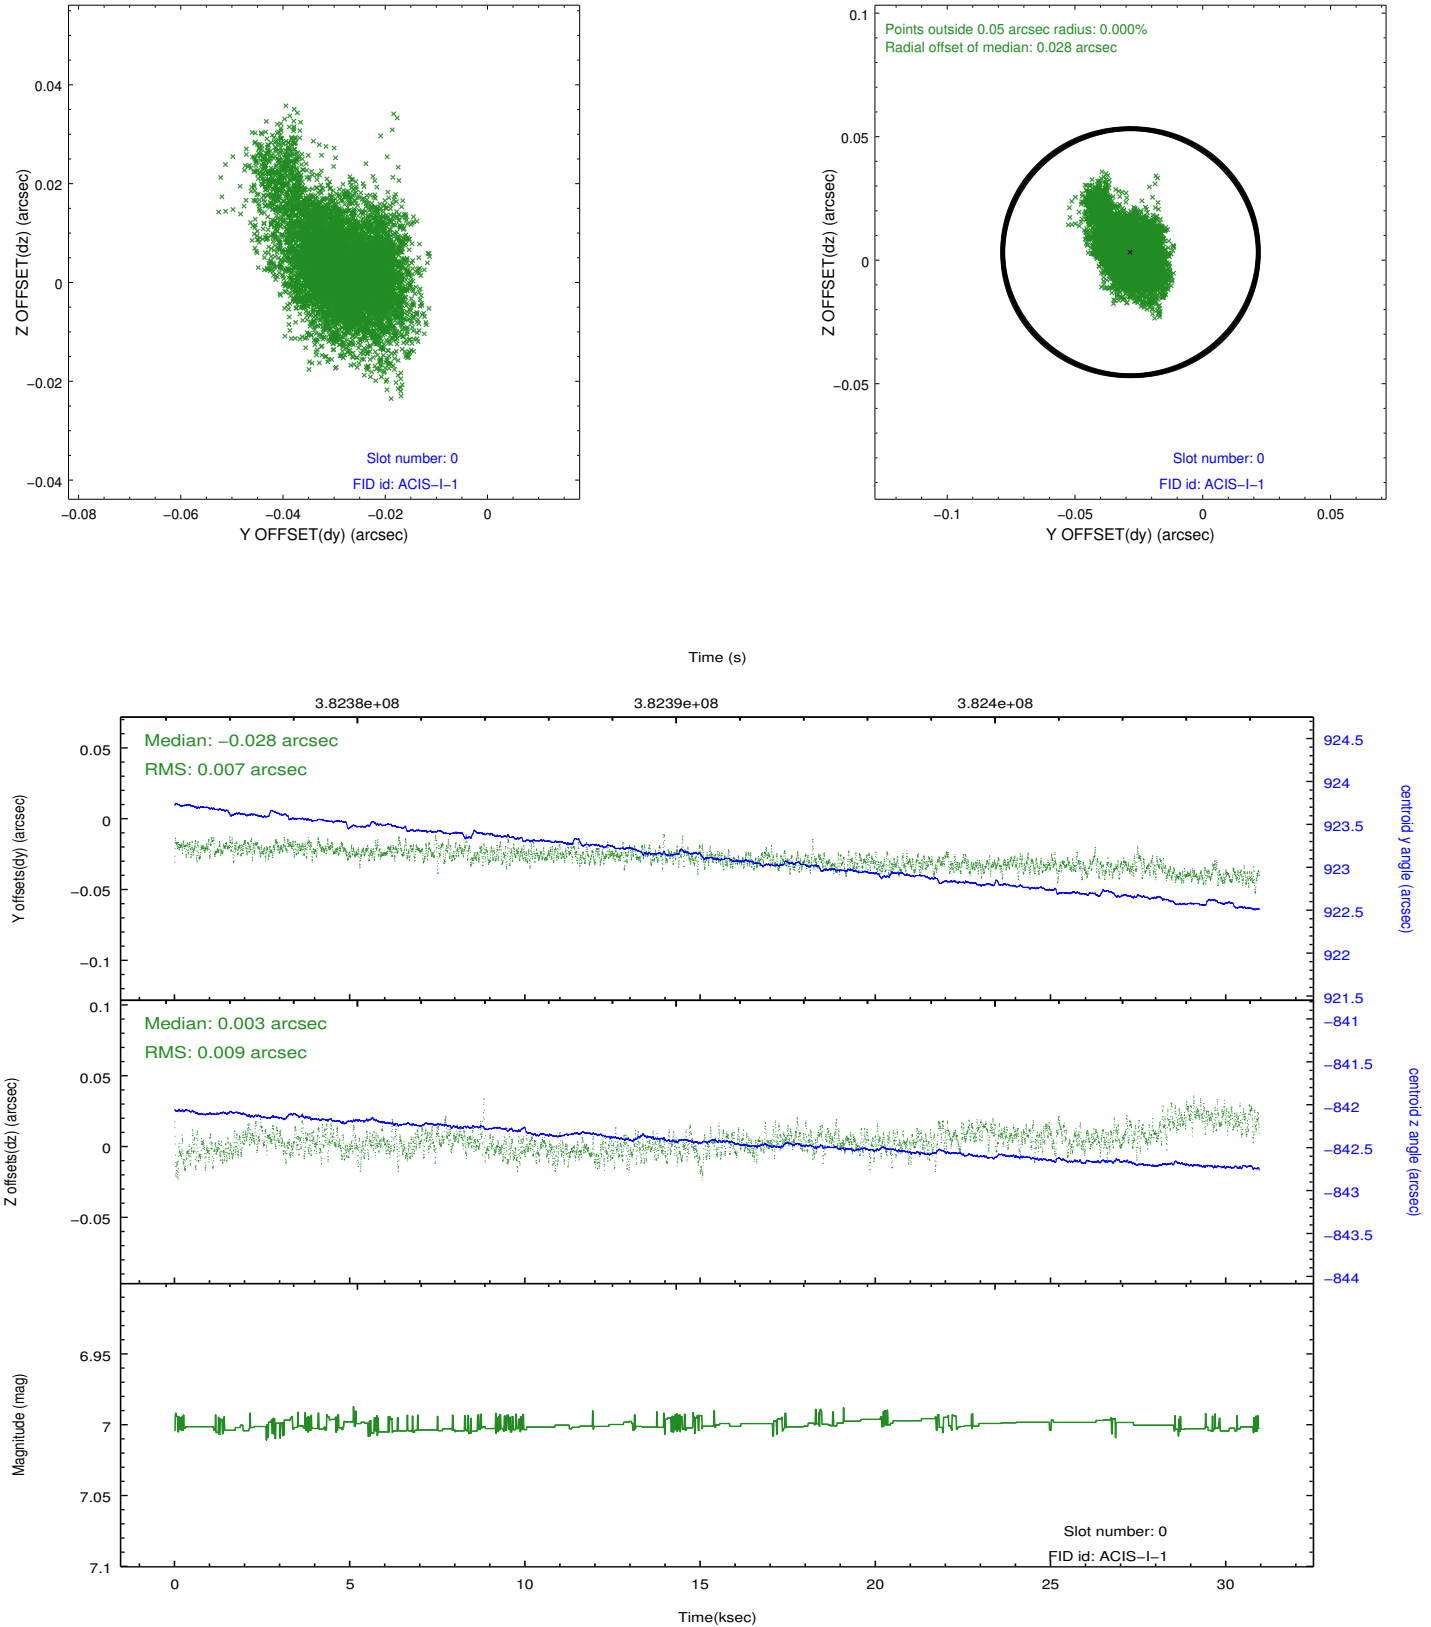 0.04
0.02
0
−0.02
−0.04
Z OFFSET(dz) (arcsec)
Slot number: 0
FID id: ACIS−I−1
−0.08 −0.06 −0.04 −0.02 0
Y OFFSET(dy) (arcsec)
Points outside 0.05 arcsec radius: 0.000%
Radial offset of median: 0.028 arcsec
0.1
0.05
0
−0.05
Z OFFSET(dz) (arcsec)
Slot number: 0
FID id: ACIS−I−1
−0.1 −0.05 0 0.05
Y OFFSET(dy) (arcsec)
Time (s)
3.8238e+08 3.8239e+08 3.824e+08
Median: −0.028 arcsec
RMS: 0.007 arcsec
0.05
0
−0.05
−0.1
Y offsets(dy) (arcsec)
924.5
924
923.5
923
922.5
922
921.5
centroid y angle (arcsec)
Median: 0.003 arcsec
RMS: 0.009 arcsec
0.1
0.05
0
−0.05
Z offsets(dz) (arcsec)
−841
−841.5
−842
−842.5
−843
−843.5
−844
centroid z angle (arcsec)
6.95
7
7.05
7.1
Magnitude (mag)
Slot number: 0
FID id: ACIS−I−1
0 5 10 15 20 25 30
Time(ksec)